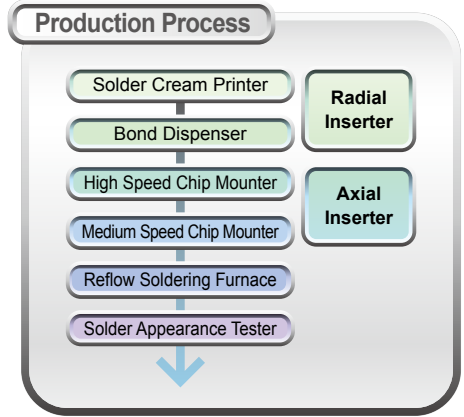 Production Process
Solder Cream Printer
Bond Dispenser
High Speed Chip Mounter
Medium Speed Chip Mounter
Reflow Soldering Furnace
Solder Appearance Tester
Radial
Inserter
Axial
Inserter